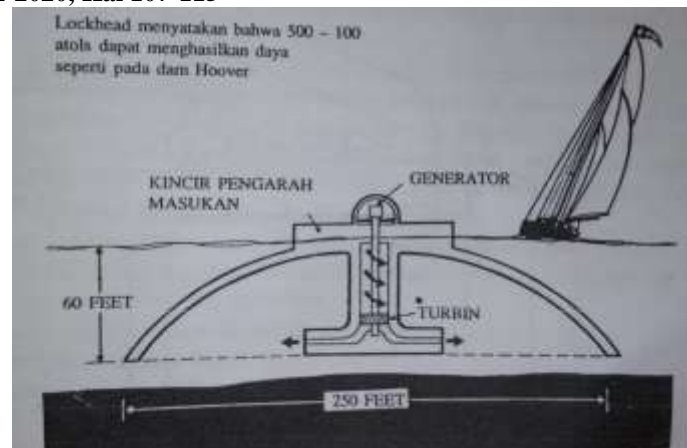 Lockhead menyatakan bahwa 500 – 100
atols dapat menghasilkan daya
seperti pada dam Hoover
KINCIR PENGARAH
MASUKAN
GENERATOR
60 FEET
TURBIN
250 FEET